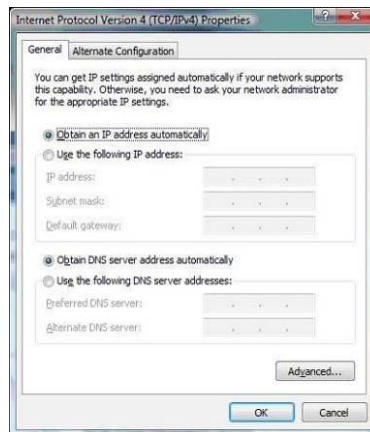 Internet Protocol Version 4 (TCP/IPv4) Properties
General
Alternate Configuration
You can get IP settings assigned automatically if your network supports
this capability. Otherwise, you need to ask your network administrator
for the appropriate IP settings.
Obtain an IP address automatically
Use the following IP address:
IP address:
Subnet mask:
Default gateway:
Obtain DNS server address automatically
Use the following DNS server addresses:
Preferred DNS server:
Alternate DNS server:
Advanced...
OK
Cancel